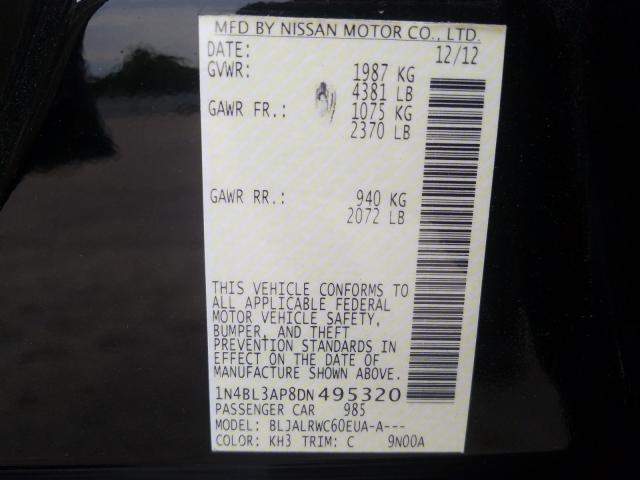 MFD BY NISSAN MOTOR CO., LTD.
DATE: 12/12
GVWR: 1987 KG
4381 LB
GAWR FR.: 1075 KG
2370 LB
GAWR RR.: 940 KG
2072 LB
THIS VEHICLE CONFORMS TO
ALL APPLICABLE FEDERAL
MOTOR VEHICLE SAFETY,
BUMPER, AND THEFT
PREVENTION STANDARDS IN
EFFECT ON THE DATE OF
MANUFACTURE SHOWN ABOVE.
1N4BL3AP8DN495320
PASSENGER CAR 985
MODEL: BLJALRWC60EUA-A---
COLOR: KH3 TRIM: C 9N00A